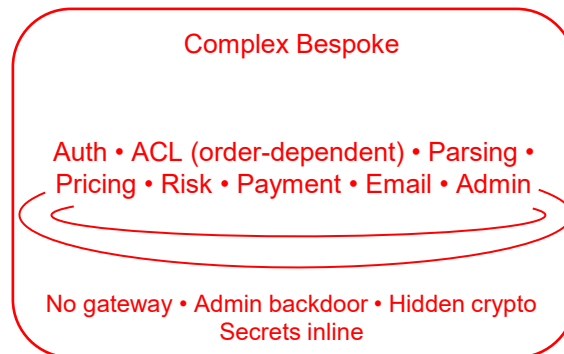 Complex Bespoke
Auth • ACL (order-dependent) • Parsing •
Pricing • Risk • Payment • Email • Admin
No gateway • Admin backdoor • Hidden crypto
Secrets inline